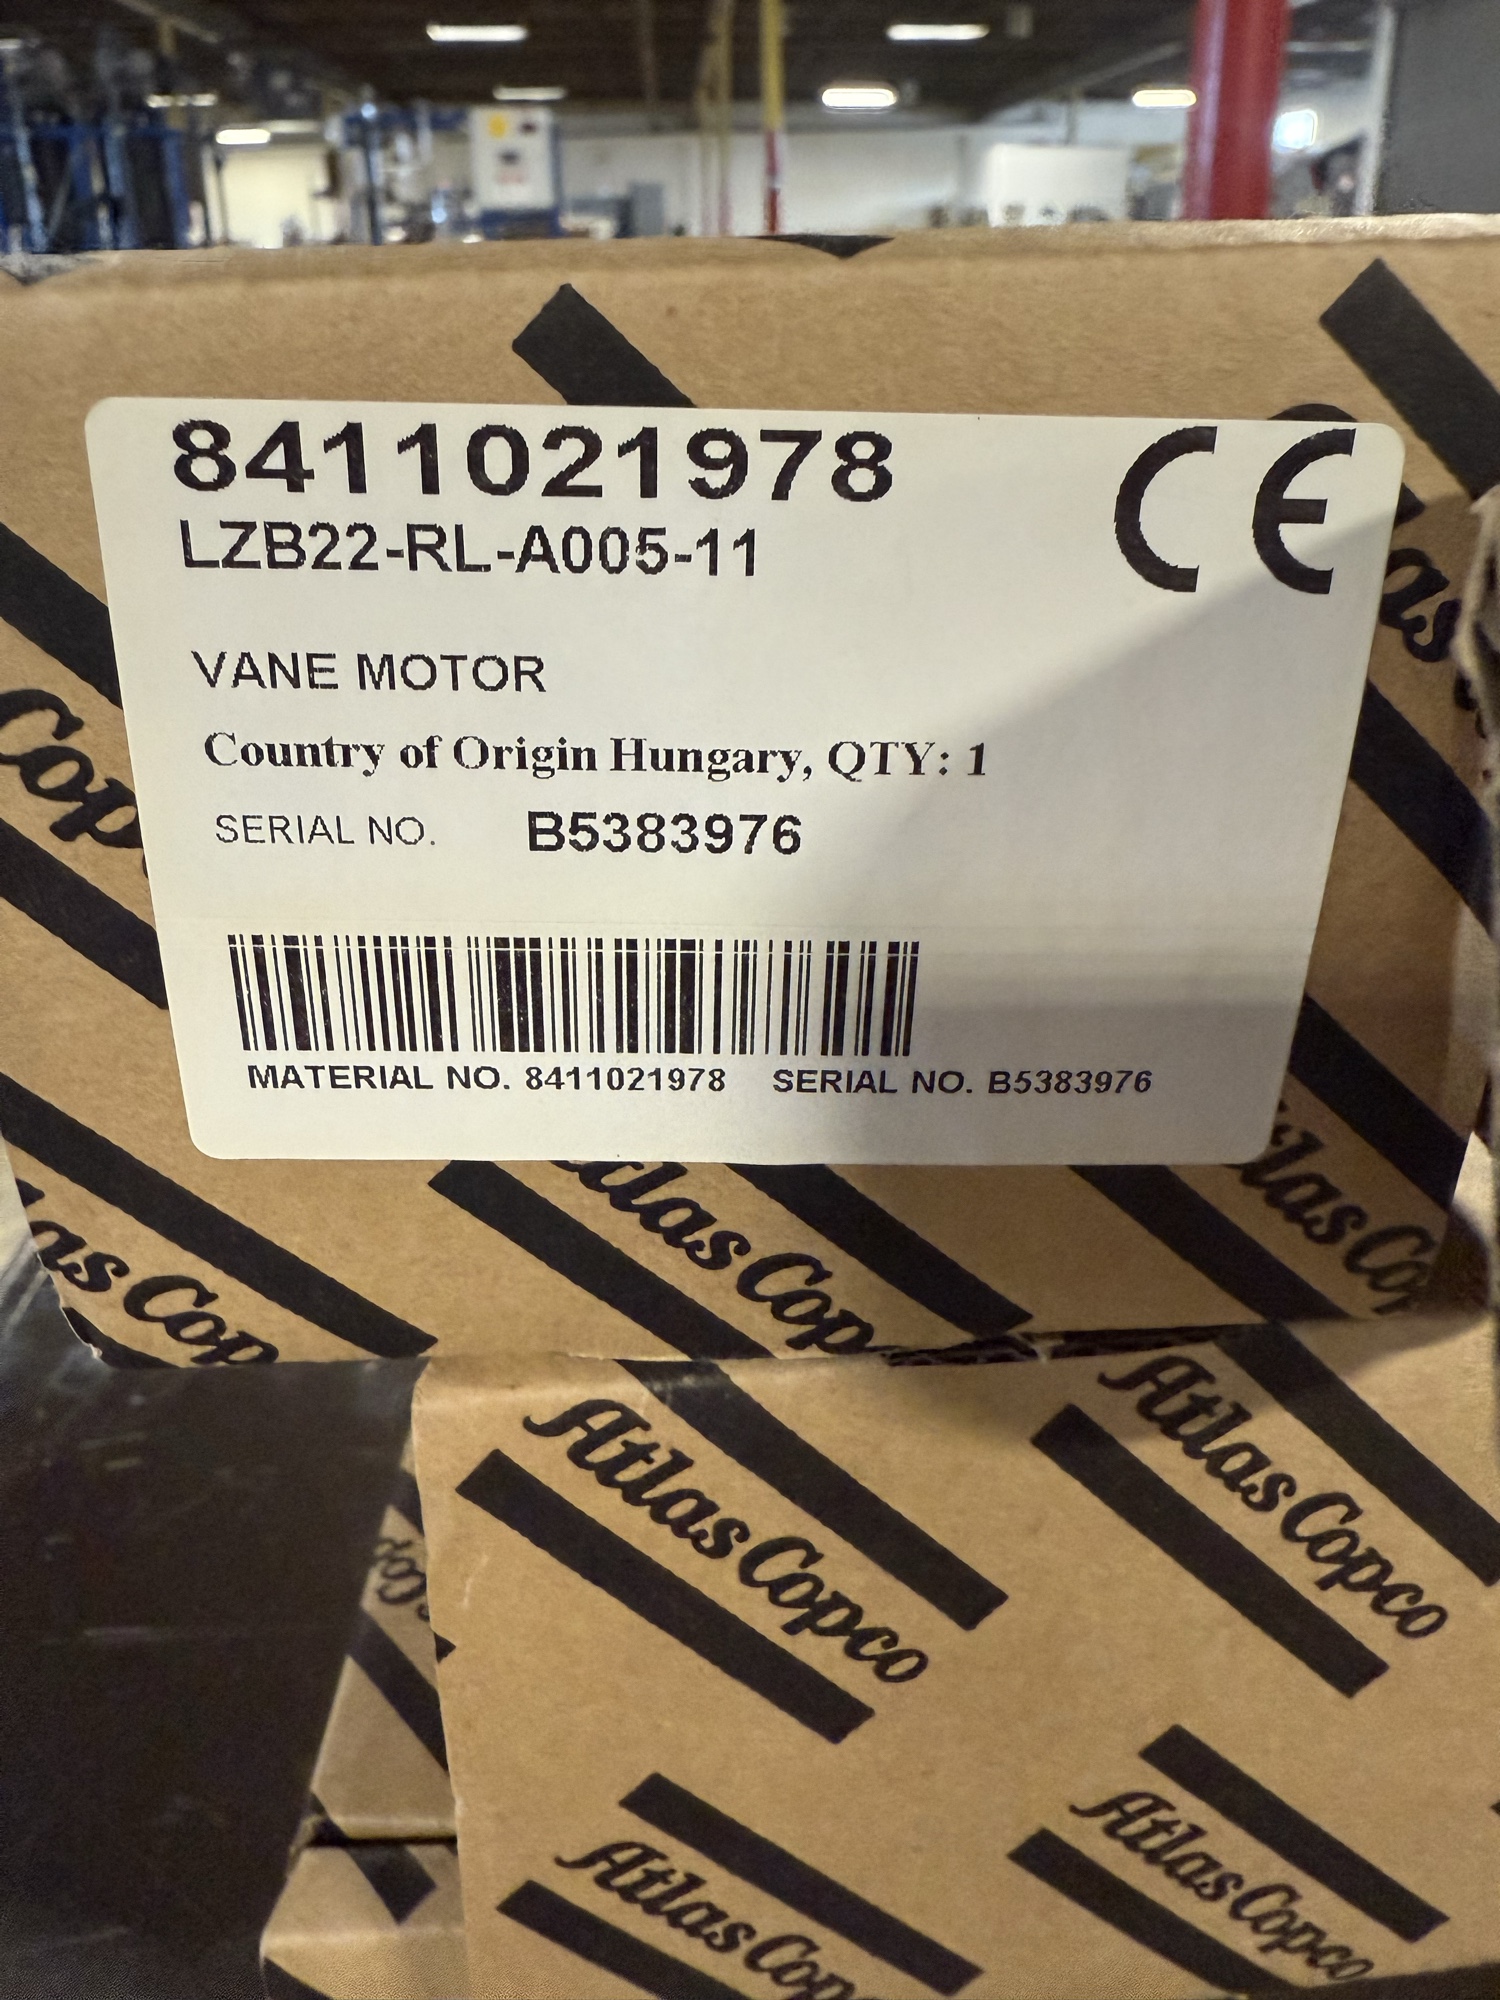 8411021978
CE
LZB22-RL-A005-11
VANE MOTOR
Country of Origin Hungary, QTY: 1
SERIAL NO. B5383976
MATERIAL NO. 8411021978 SERIAL NO. B5383976
Atlas Copco
Atlas Copco
Atlas Copco
Atlas Copco